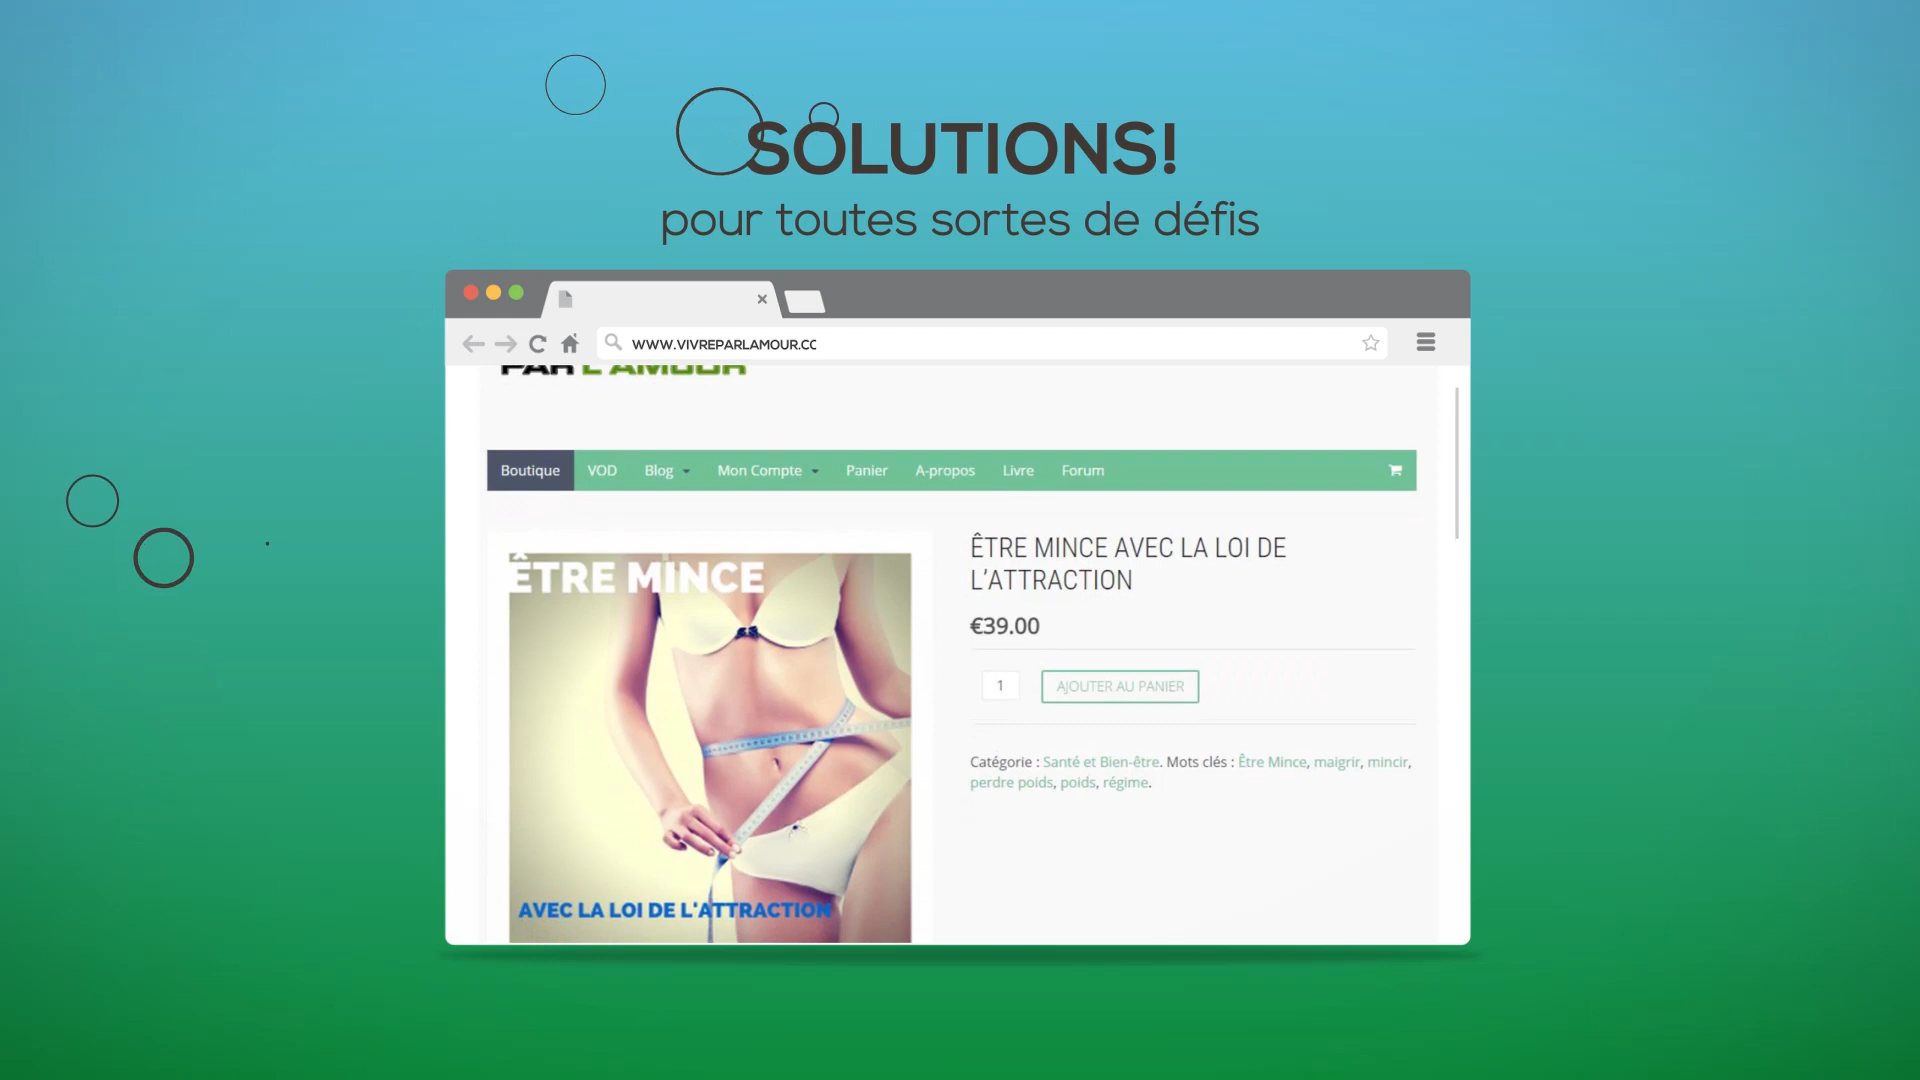 SOLUTIONS!
pour toutes sortes de défis
WWW.VIVREPARLAMOUR.CC
PAR L'AMOUR
Boutique VOD Blog Mon Compte Panier A-propos Livre Forum
ÊTRE MINCE
AVEC LA LOI DE L'ATTRACTION
ÊTRE MINCE AVEC LA LOI DE
L'ATTRACTION
€39.00
1 AJOUTER AU PANIER
Catégorie : Santé et Bien-être. Mots clés : Être Mince, maigrir, mincir,
perdre poids, poids, régime.